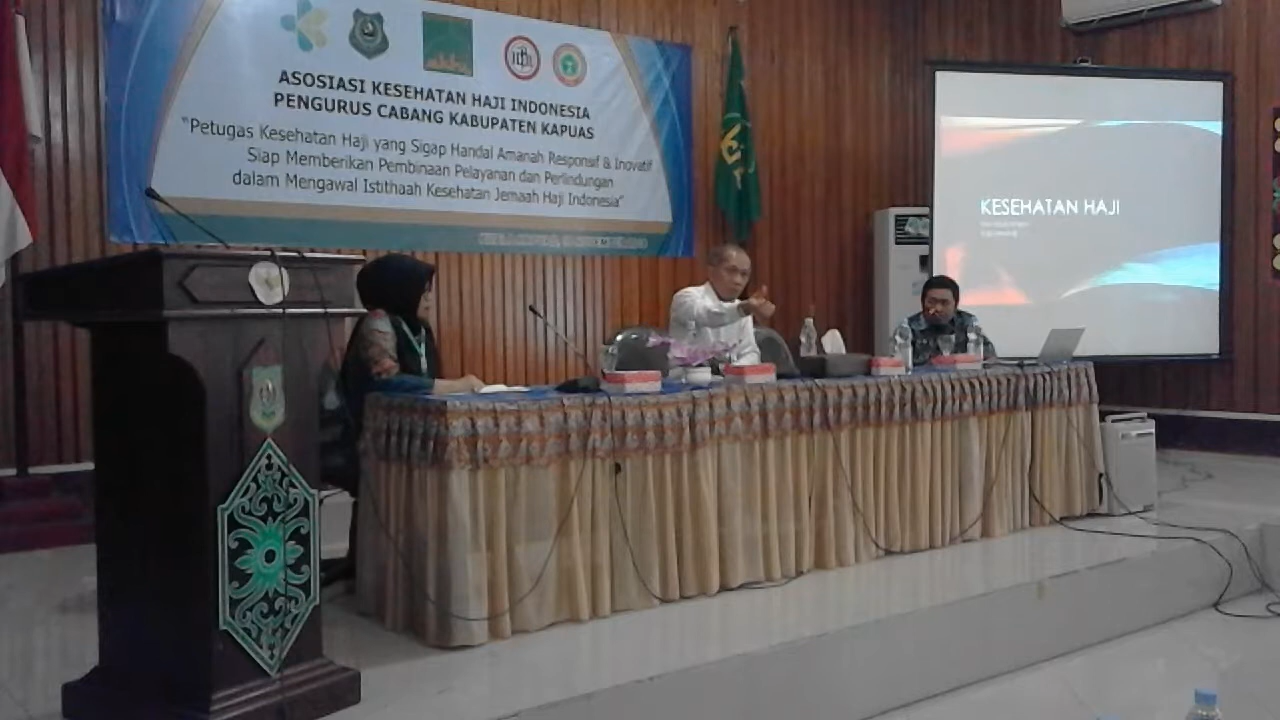 ASOSIASI KESEHATAN HAJI INDONESIA
PENGURUS CABANG KABUPATEN KAPUAS
"Petugas Kesehatan Haji yang Sigap Handal Amanah Responsif & Inovatif
Siap Memberikan Pembinaan Pelayanan dan Perlindungan
dalam Mengawal Istithaah Kesehatan Jemaah Haji Indonesia"
KESEHATAN HAJI